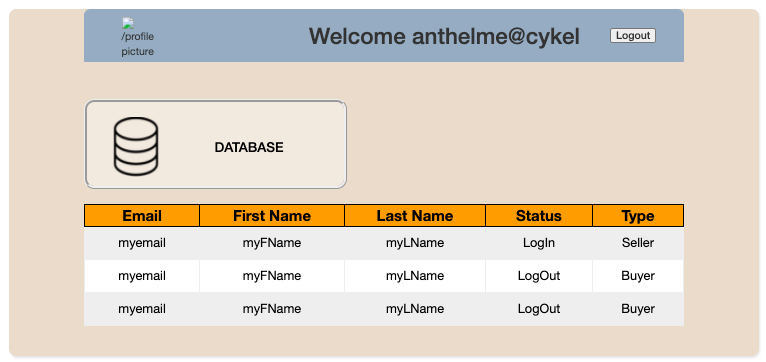 /profile
picture
Welcome anthelme@cykel
Logout
DATABASE
Email First Name Last Name Status Type
myemail myFName myLName LogIn Seller
myemail myFName myLName LogOut Buyer
myemail myFName myLName LogOut Buyer